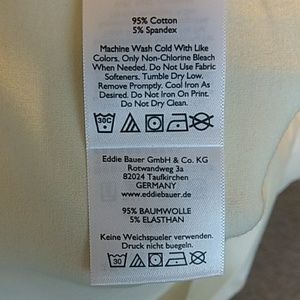 95% Cotton
5% Spandex
Machine Wash Cold With Like
Colors. Only Non-Chlorine Bleach
When Needed. Do Not Use Fabric
Softeners. Tumble Dry Low.
Remove Promptly. Cool Iron As
Desired. Do Not Iron On Print.
Do Not Dry Clean.
30C
Eddie Bauer GmbH & Co. KG
Rotwandweg 3a
82024 Taufkirchen
GERMANY
www.eddiebauer.de
95% BAUMWOLLE
5% ELASTHAN
Keine Weichspueler verwenden.
Druck nicht buegeln.
30